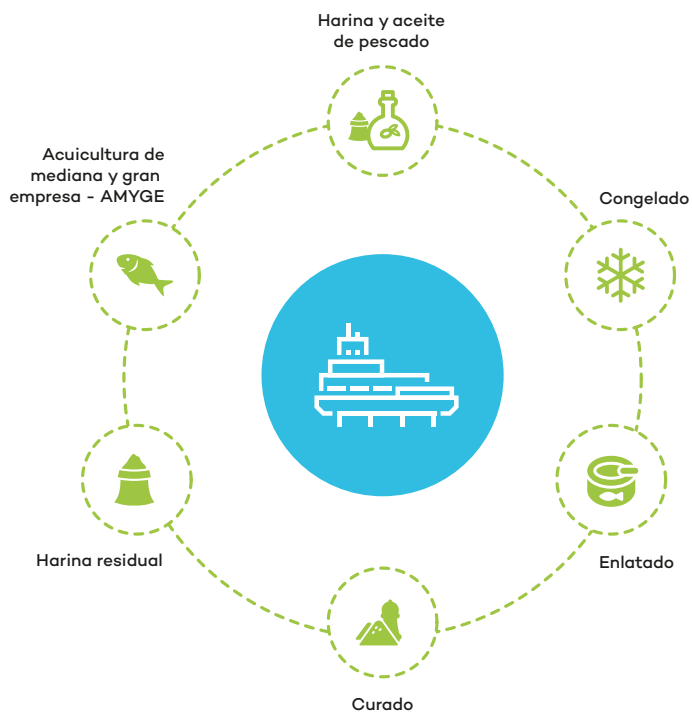 Harina y aceite
de pescado
Acuicultura de
mediana y gran
empresa - AMYGE
Congelado
Harina residual
Enlatado
Curado